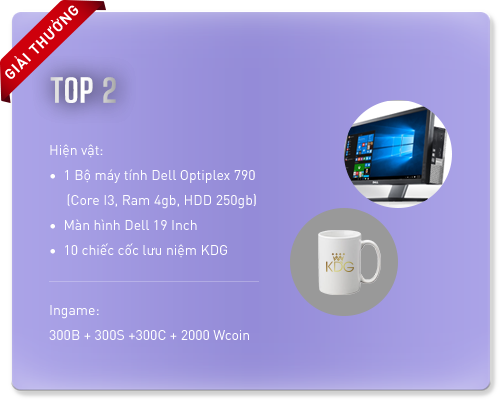 GIẢI THƯỞNG
TOP 2
Hiện vật:
• 1 Bộ máy tính Dell Optiplex 790
(Core I3, Ram 4gb, HDD 250gb)
• Màn hình Dell 19 Inch
• 10 chiếc cốc lưu niệm KDG
KDG
Ingame:
300B + 300S +300C + 2000 Wcoin